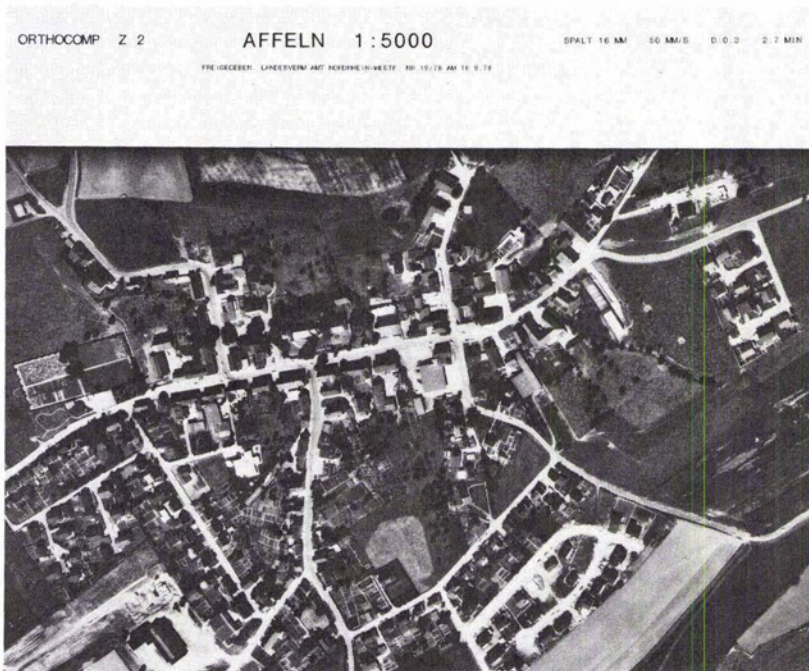 ORTHOCOMP Z 2
AFFELN 1:5000
SPALT 16 MM 50 MM/S D:0.2 2.7 MIN
FREIGEGEBEN LANDESVERM AMT NORDRHEIN-WESTF NR 19/78 AM 18.9.78